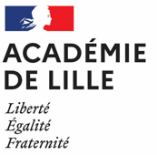 ACADÉMIE
DE LILLE
Liberté
Égalité
Fraternité